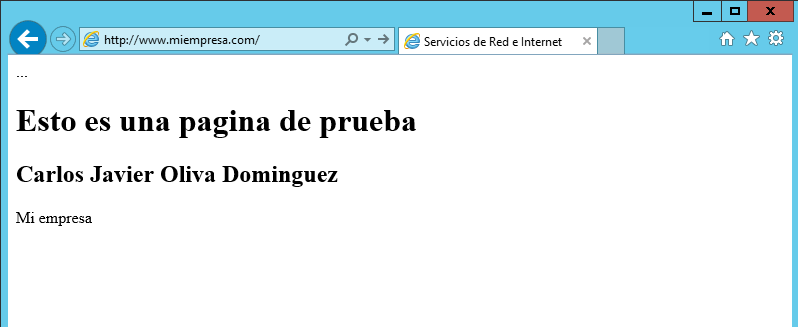 http://www.miempresa.com/
Servicios de Red e Internet
...
Esto es una pagina de prueba
Carlos Javier Oliva Dominguez
Mi empresa